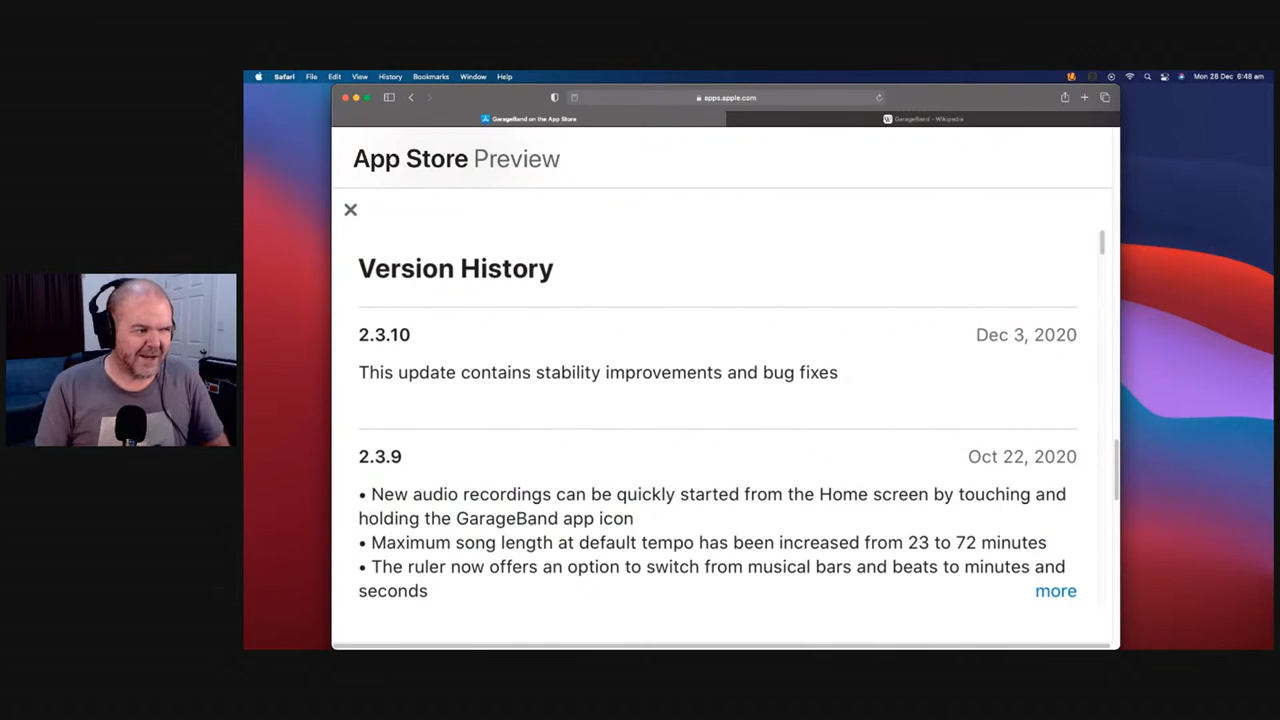 Safari File Edit View History Bookmarks Window Help
Mon 28 Dec 6:48 am
apps.apple.com
GarageBand on the App Store
GarageBand - Wikipedia
App Store Preview
Version History
2.3.10 Dec 3, 2020
This update contains stability improvements and bug fixes
2.3.9 Oct 22, 2020
• New audio recordings can be quickly started from the Home screen by touching and
holding the GarageBand app icon
• Maximum song length at default tempo has been increased from 23 to 72 minutes
• The ruler now offers an option to switch from musical bars and beats to minutes and
seconds more